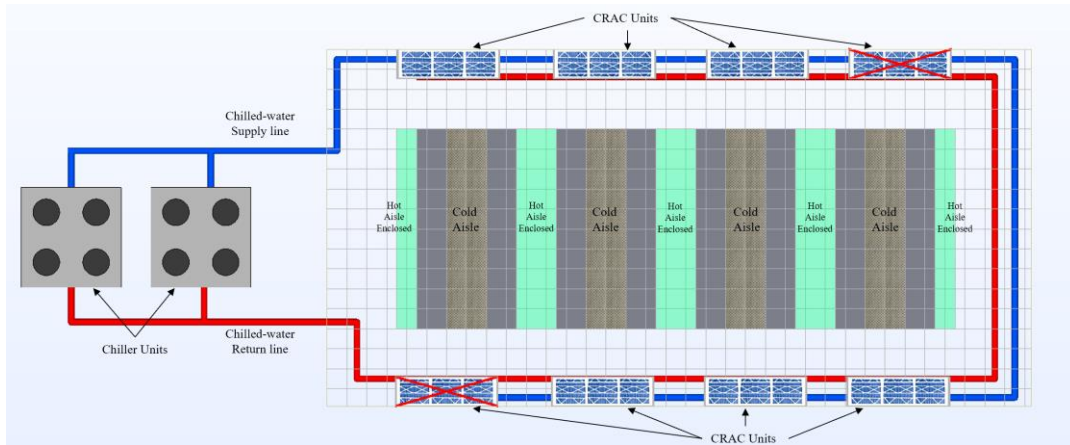 CRAC Units
Chilled-water
Supply line
Hot
Aisle
Enclosed
Cold
Aisle
Hot
Aisle
Enclosed
Cold
Aisle
Hot
Aisle
Enclosed
Cold
Aisle
Hot
Aisle
Enclosed
Cold
Aisle
Hot
Aisle
Enclosed
Chiller Units
Chilled-water
Return line
CRAC Units